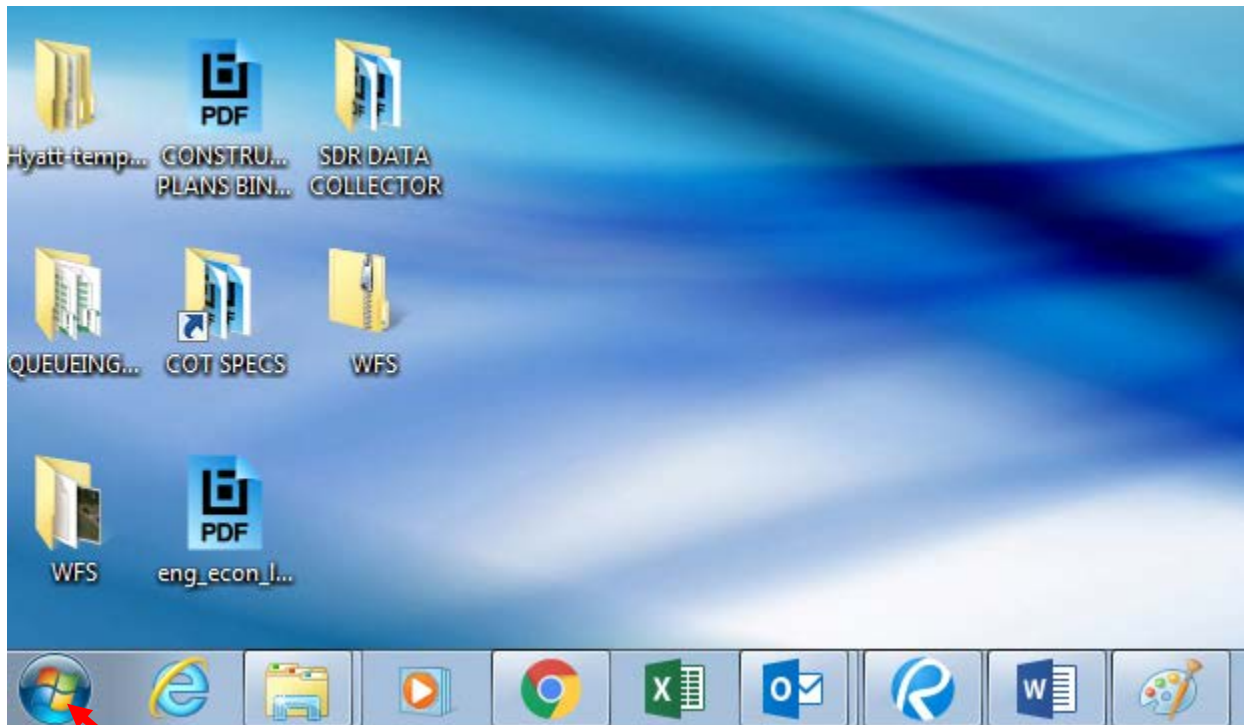 Hyatt-temp...
PDF
CONSTRU...
PLANS BIN...
SDR DATA
COLLECTOR
QUEUEING...
COT SPECS
WFS
WFS
PDF
eng_econ_l...
X
O
W